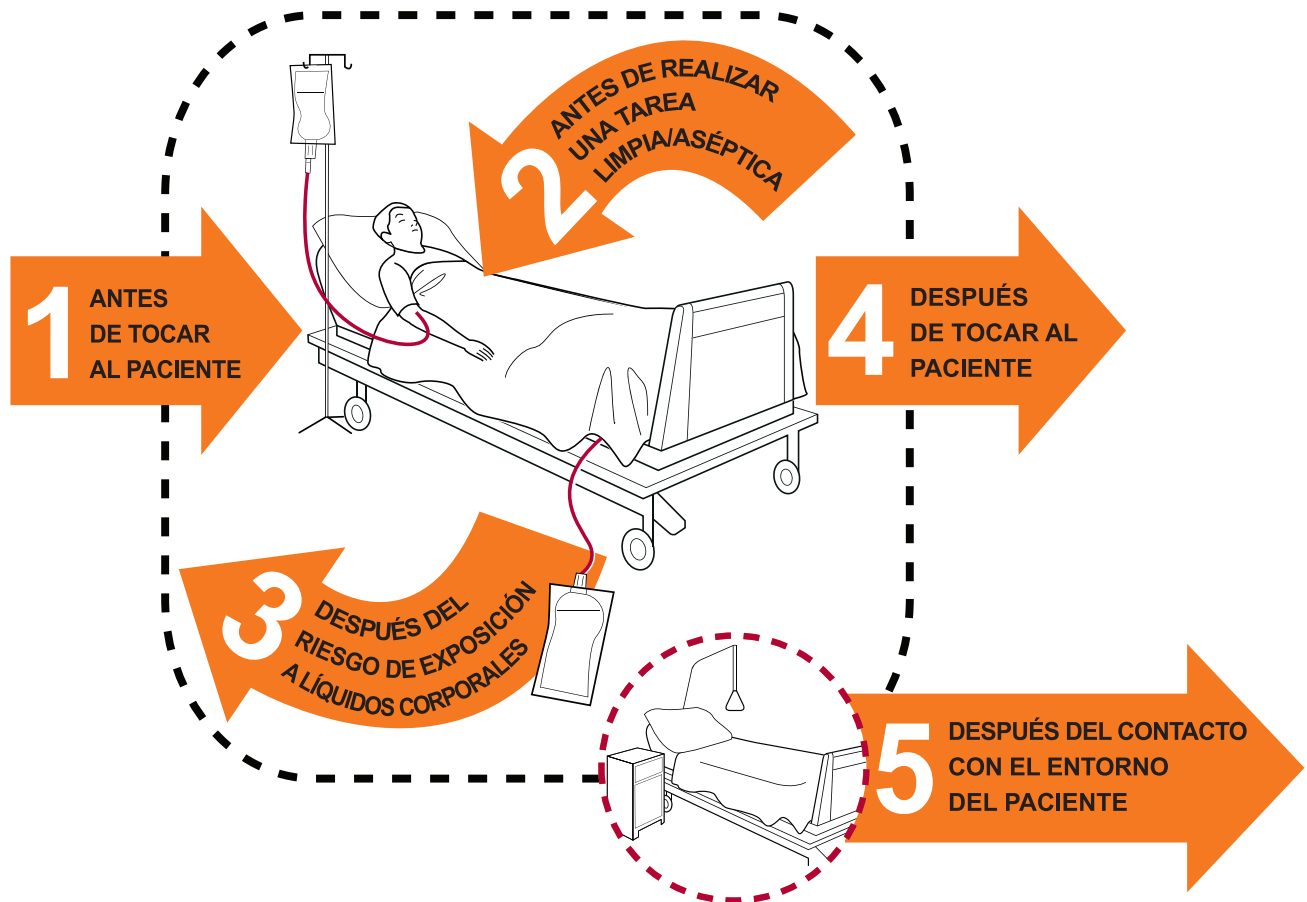 1
ANTES
DE TOCAR
AL PACIENTE
2
ANTES DE REALIZAR
UNA TAREA
LIMPIA/ASÉPTICA
3
DESPUÉS DEL
RIESGO DE EXPOSICIÓN
A LÍQUIDOS CORPORALES
4
DESPUÉS
DE TOCAR AL
PACIENTE
5
DESPUÉS DEL CONTACTO
CON EL ENTORNO
DEL PACIENTE